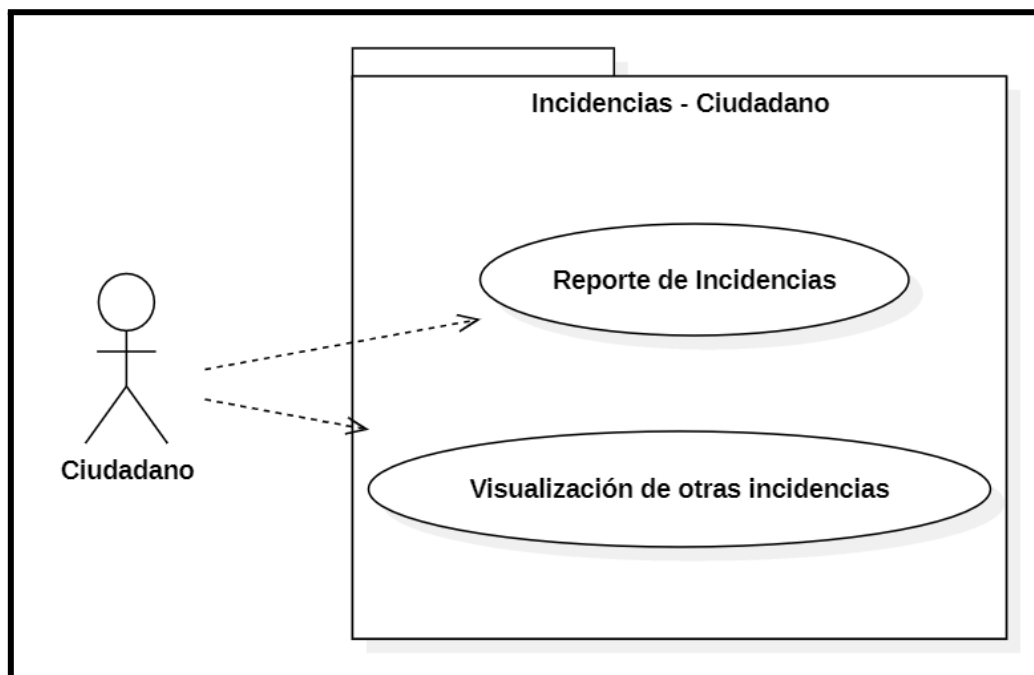 Incidencias - Ciudadano
Reporte de Incidencias
Ciudadano
Visualización de otras incidencias